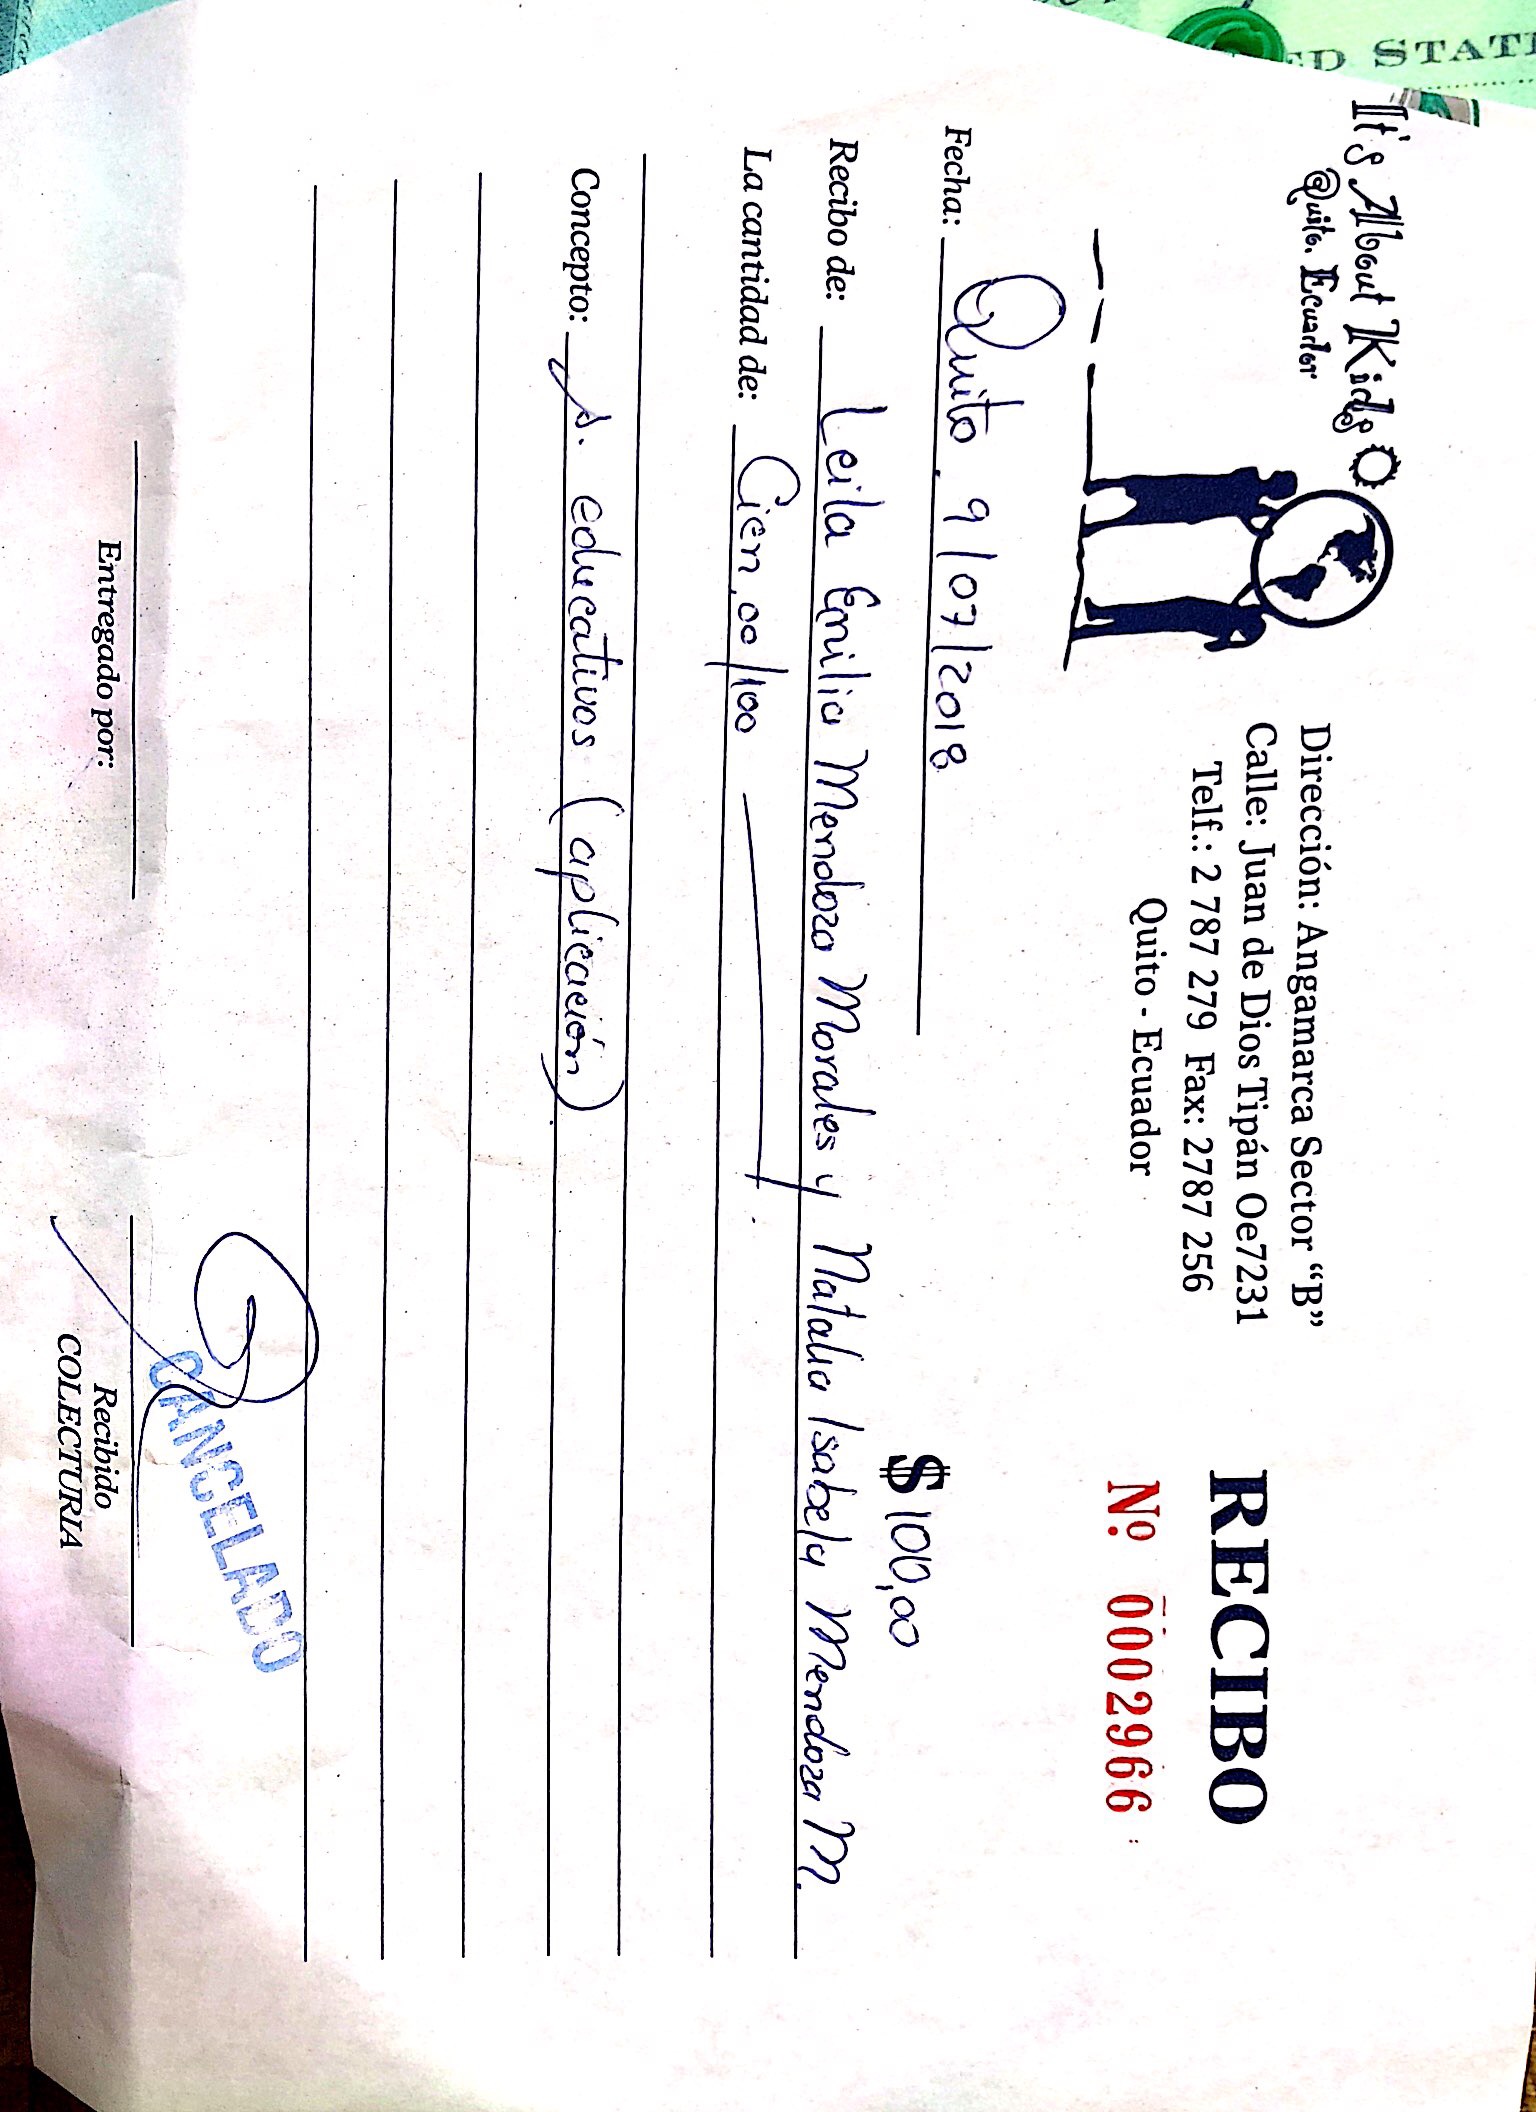 ED STATE
It's About Kids
Quito. Ecuador
Dirección: Angamarca Sector “B”
Calle: Juan de Dios Tipán Oe7231
Telf.: 2 787 279 Fax: 2787 256
Quito - Ecuador
RECIBO
Nº 0002966
Fecha: Quito, 9/07/2018
$ 100,00
Recibo de: Leila Emilia Mendoza Morales y Natalia Isabela Mendoza M.
La cantidad de: Cien, 00/100
Concepto: S. educativos (aplicación)
CANCELADO
Entregado por:
Recibido
COLECTURIA